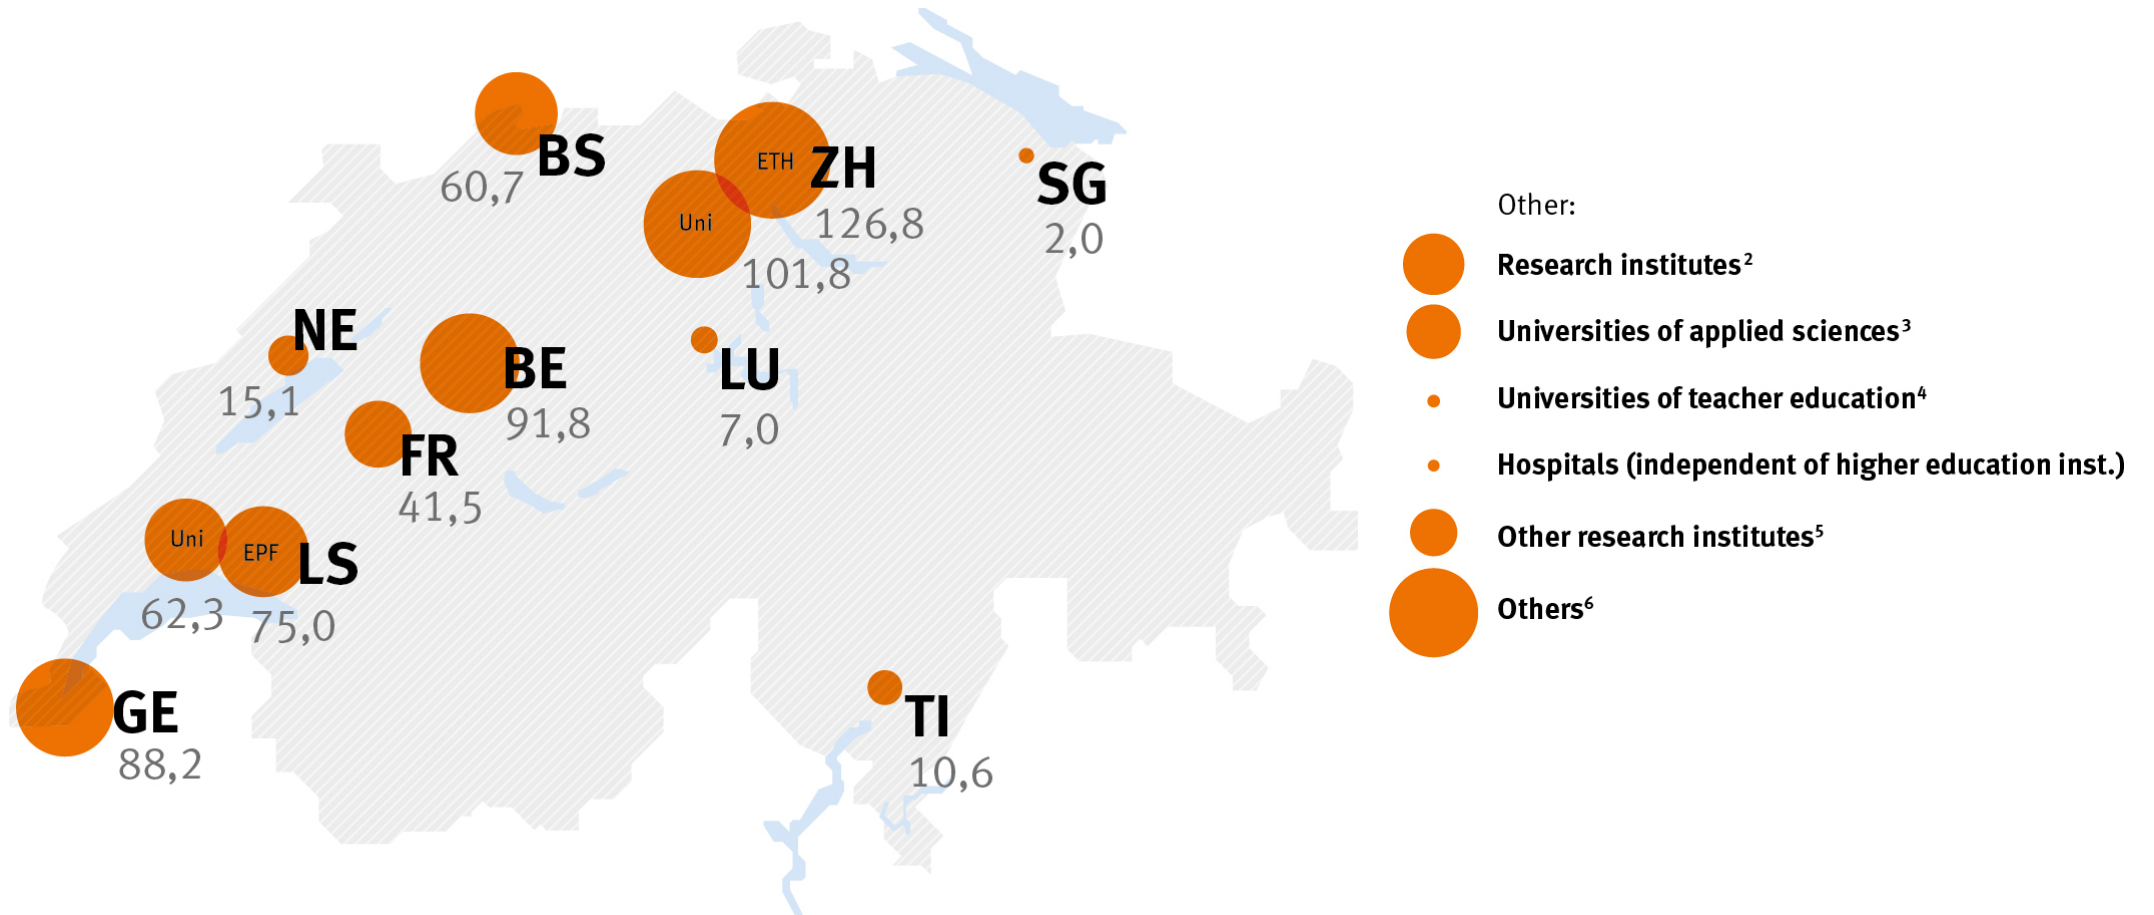 BS
60,7
ETH
ZH
126,8
Uni
101,8
SG
2,0
NE
15,1
BE
91,8
LU
7,0
FR
41,5
Uni
EPF
LS
62,3
75,0
GE
88,2
TI
10,6
Other:
Research institutes²
Universities of applied sciences³
Universities of teacher education⁴
Hospitals (independent of higher education inst.)
Other research institutes⁵
Others⁶